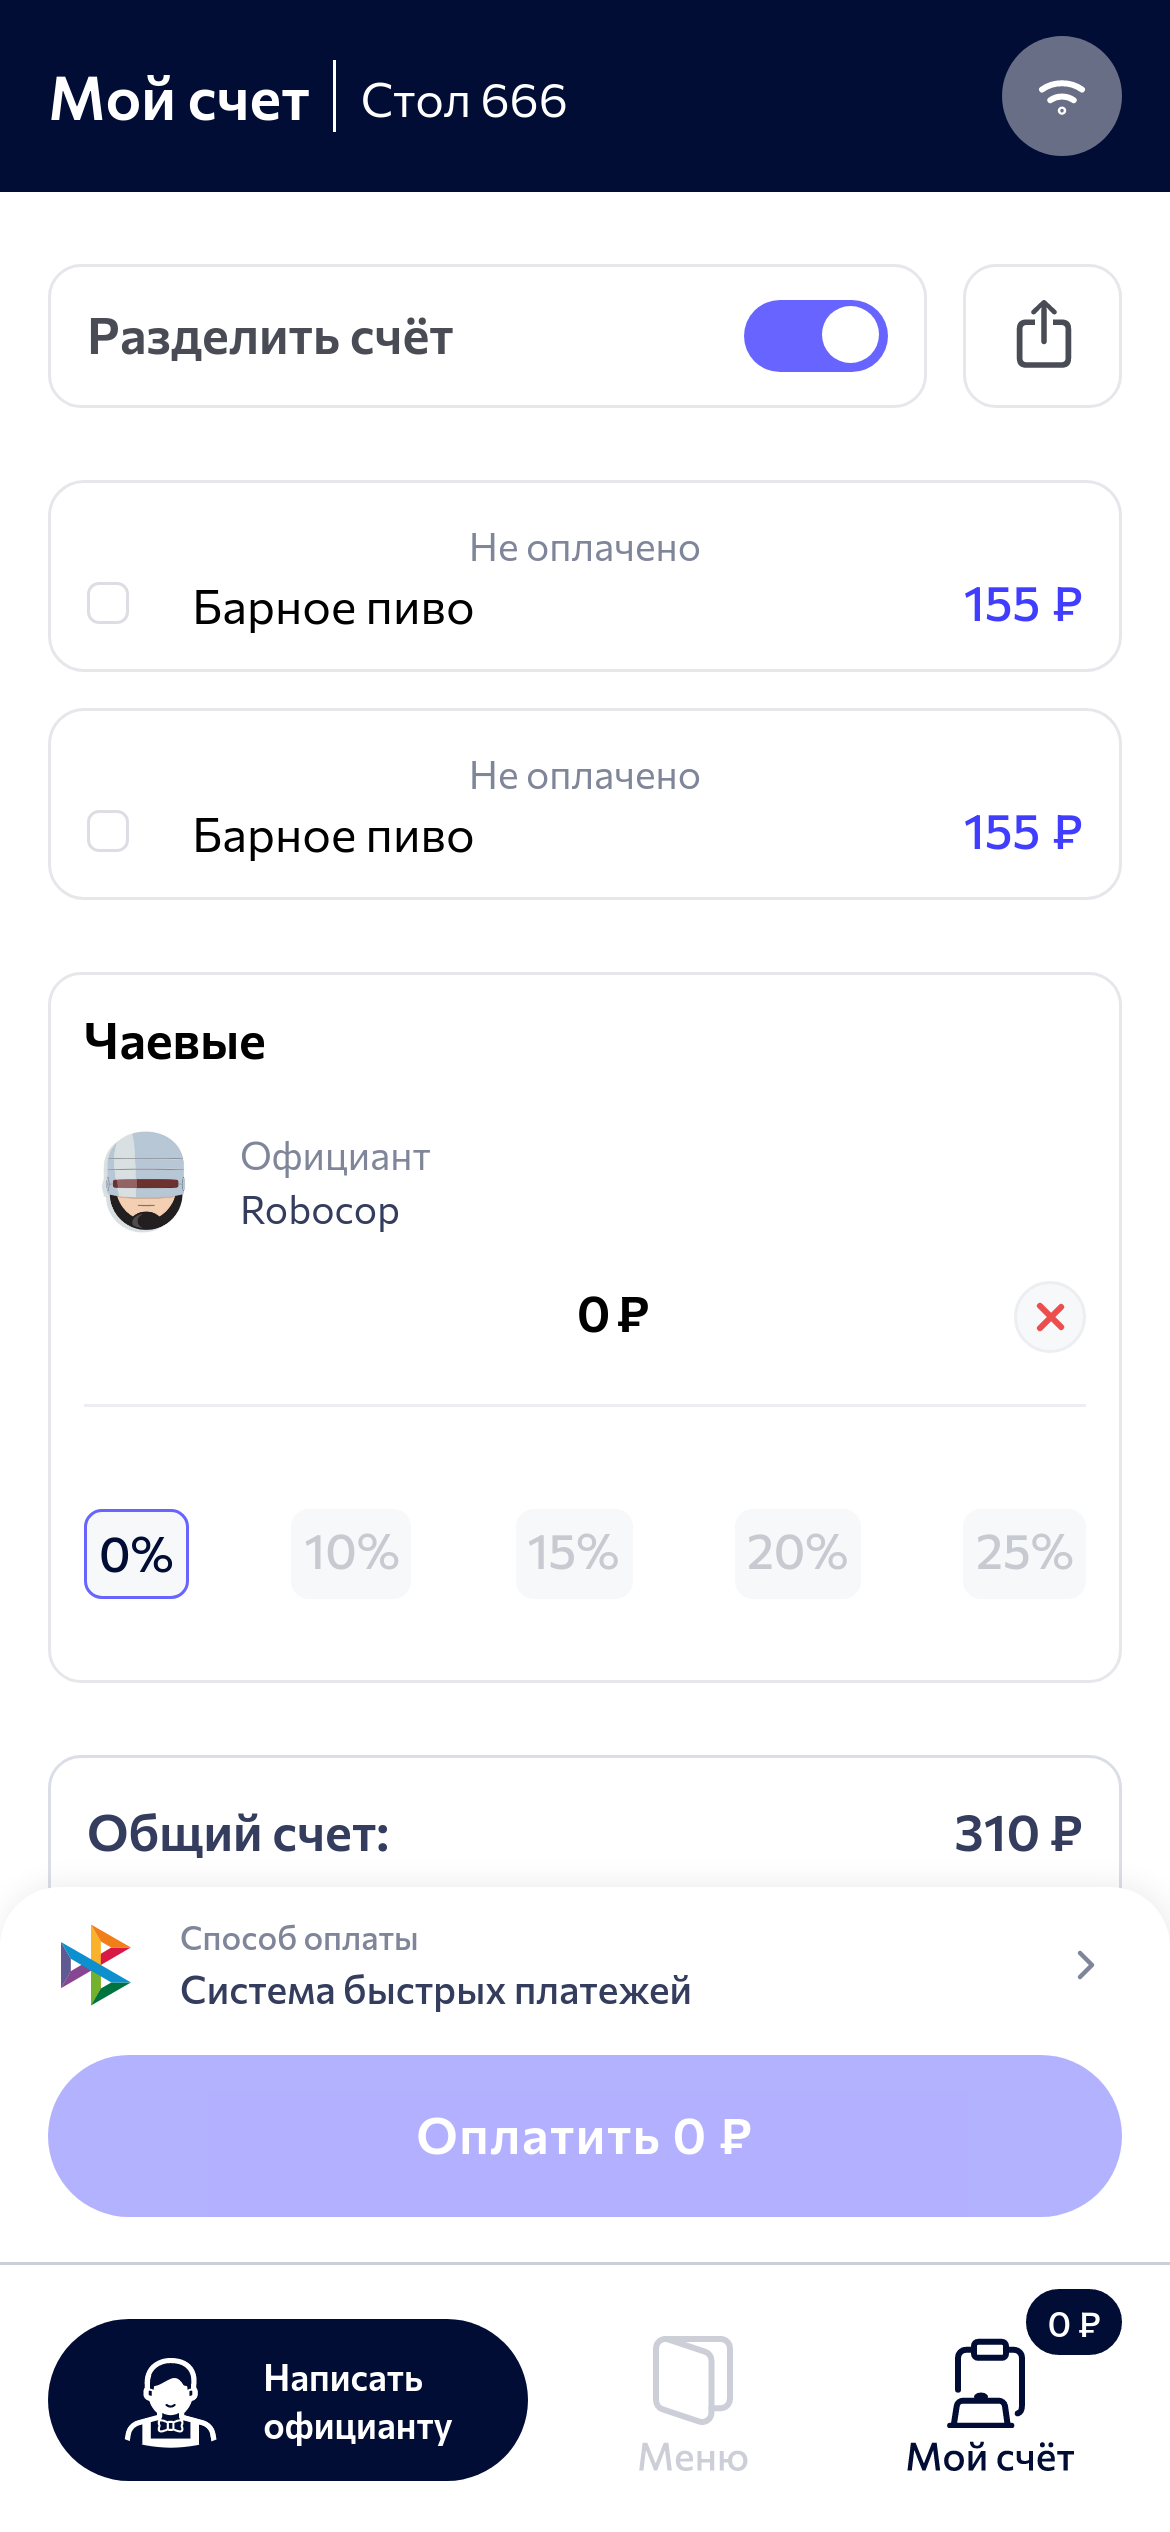 Мой счет
Стол 666
Разделить счёт
Не оплачено
Барное пиво
155 ₽
Не оплачено
Барное пиво
155 ₽
Чаевые
Официант
Robocop
0 ₽
0%
10%
15%
20%
25%
Общий счет:
310 ₽
Способ оплаты
Система быстрых платежей
Оплатить 0 ₽
Написать
официанту
Меню
0 ₽
Мой счёт